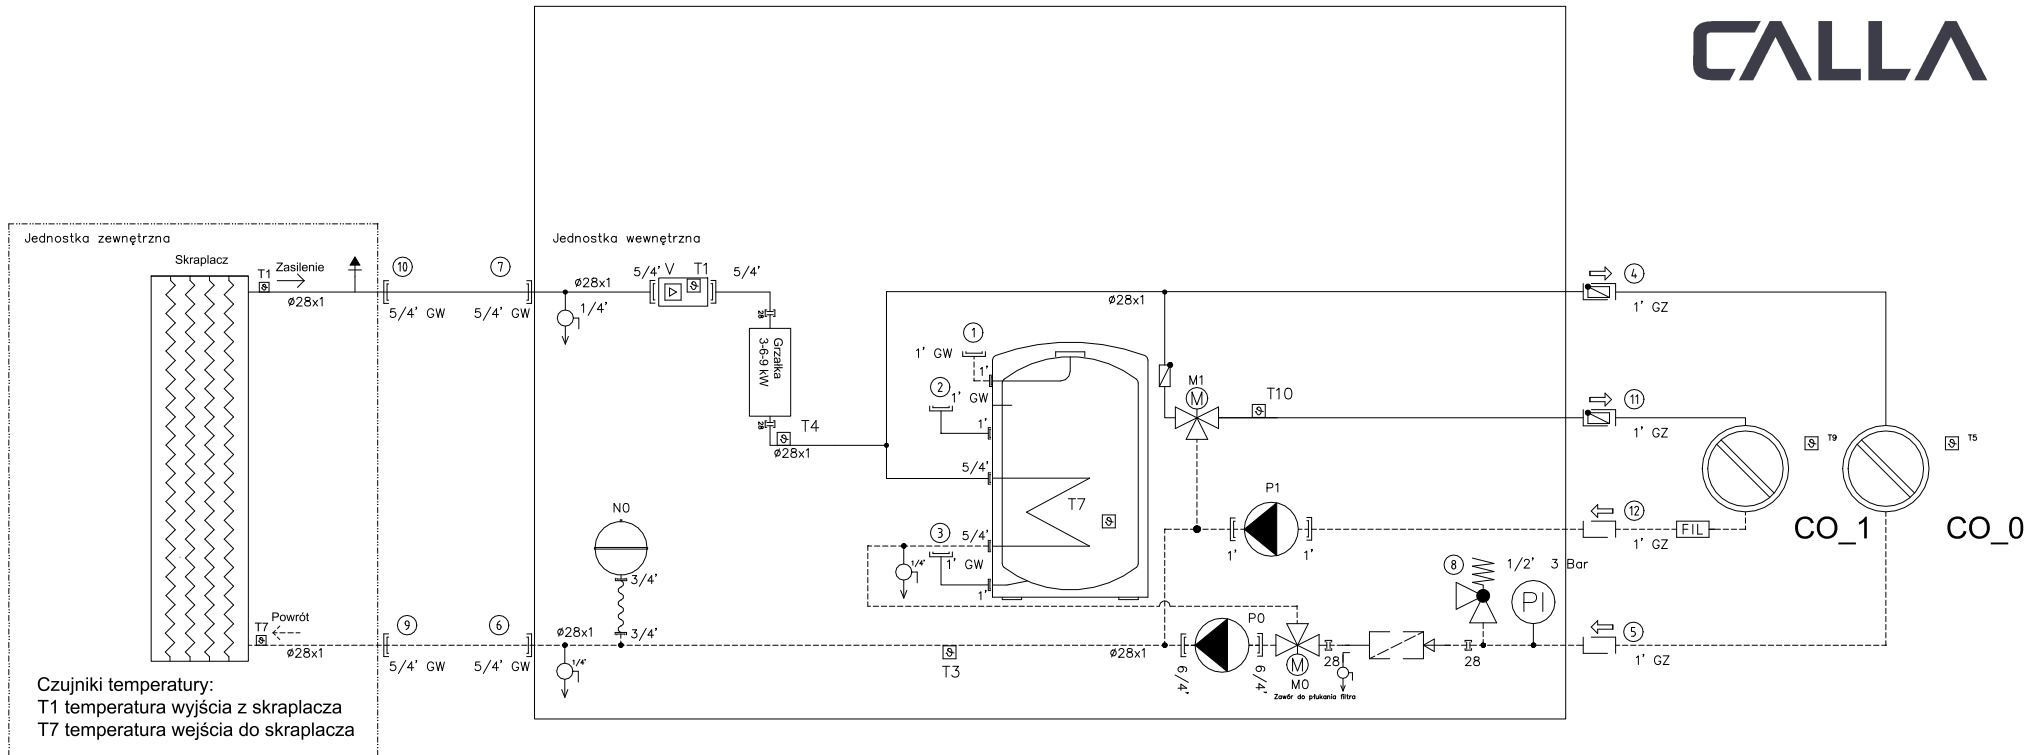 CALLA
Jednostka zewnętrzna
Skraplacz
T1
Zasilenie
ø28x1
10
5/4' GW
7
5/4' GW
Jednostka wewnętrzna
ø28x1
1/4'
5/4'
V
T1
5/4'
28
Grzałka
3-6-9 kW
28
T4
ø28x1
1
1' GW
1'
2
1' GW
1'
5/4'
T7
3
5/4'
1' GW
1'
1/4'
ø28x1
M1
M
T10
4
1' GZ
11
1' GZ
T9
T5
P1
1'
1'
12
1' GZ
FIL
CO_1
CO_0
N0
3/4'
3/4'
8
1/2' 3 Bar
PI
T7
Powrót
ø28x1
9
5/4' GW
6
5/4' GW
ø28x1
1/4'
T3
ø28x1
P0
6/4'
6/4'
M
M0
28
Zawór do płukania filtra
28
5
1' GZ
Czujniki temperatury:
T1 temperatura wyjścia z skraplacza
T7 temperatura wejścia do skraplacza